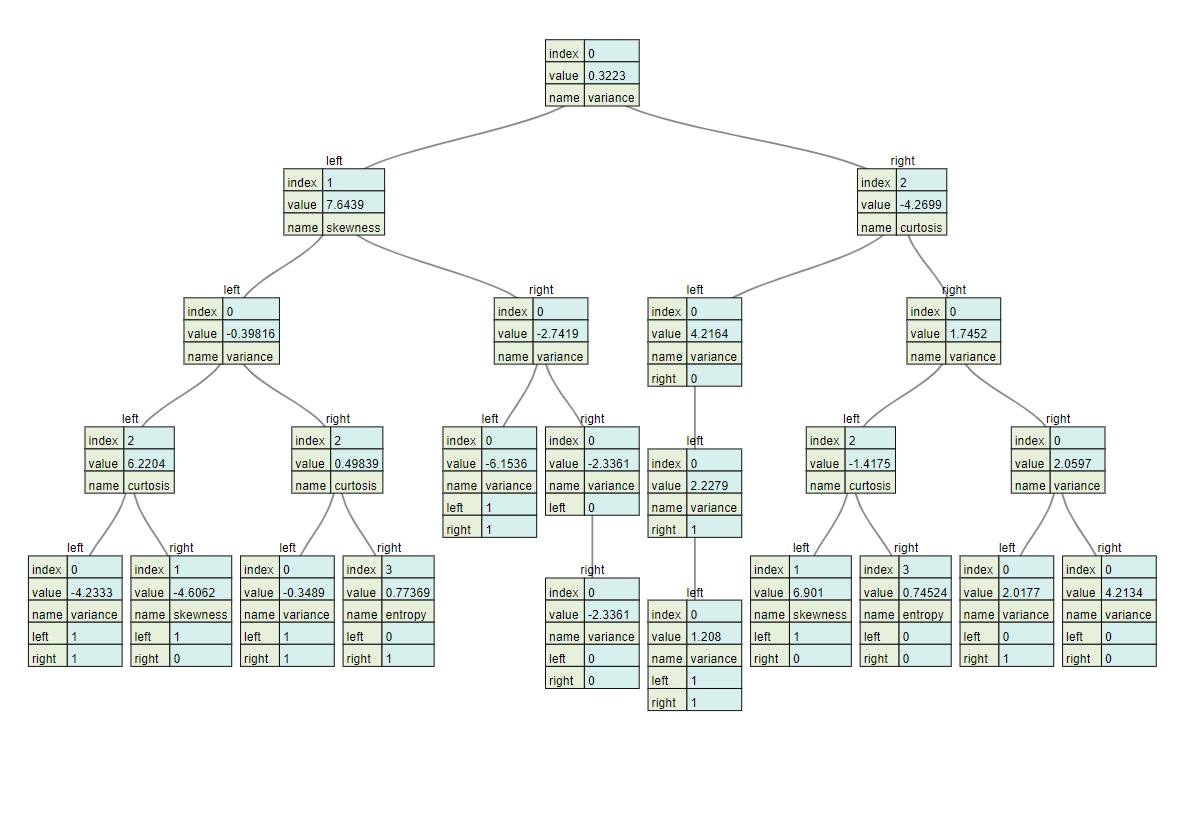 index 0
value 0.3223
name variance
left
index 1
value 7.6439
name skewness
right
index 2
value -4.2699
name curtosis
left
index 0
value -0.39816
name variance
right
index 0
value -2.7419
name variance
left
index 0
value 4.2164
name variance
right 0
right
index 0
value 1.7452
name variance
left
index 2
value 6.2204
name curtosis
right
index 2
value 0.49839
name curtosis
left
index 0
value -6.1536
name variance
left 1
right 1
right
index 0
value -2.3361
name variance
left 0
left
index 0
value 2.2279
name variance
right 1
left
index 2
value -1.4175
name curtosis
right
index 0
value 2.0597
name variance
left
index 0
value -4.2333
name variance
left 1
right 1
right
index 1
value -4.6062
name skewness
left 1
right 0
left
index 0
value -0.3489
name variance
left 1
right 1
right
index 3
value 0.77369
name entropy
left 0
right 1
right
index 0
value -2.3361
name variance
left 0
right 0
left
index 0
value 1.208
name variance
left 1
right 1
left
index 1
value 6.901
name skewness
left 1
right 0
right
index 3
value 0.74524
name entropy
left 0
right 0
left
index 0
value 2.0177
name variance
left 0
right 1
right
index 0
value 4.2134
name variance
left 0
right 0